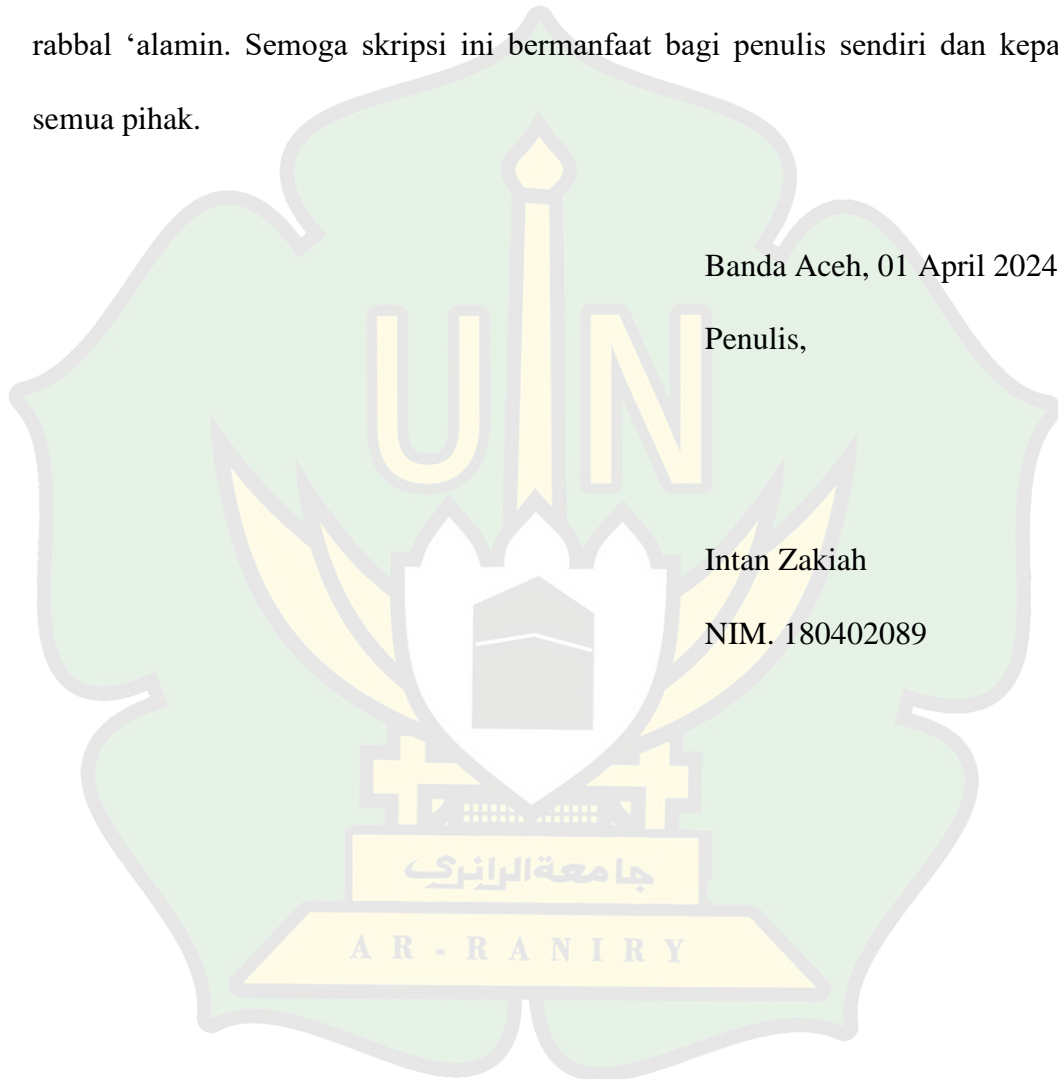 rabbal ‘alamin. Semoga skripsi ini bermanfaat bagi penulis sendiri dan kepa
semua pihak.
Banda Aceh, 01 April 2024
Penulis,
UIN
Intan Zakiah
NIM. 180402089
جامعة الرانري
AR-RANIRY